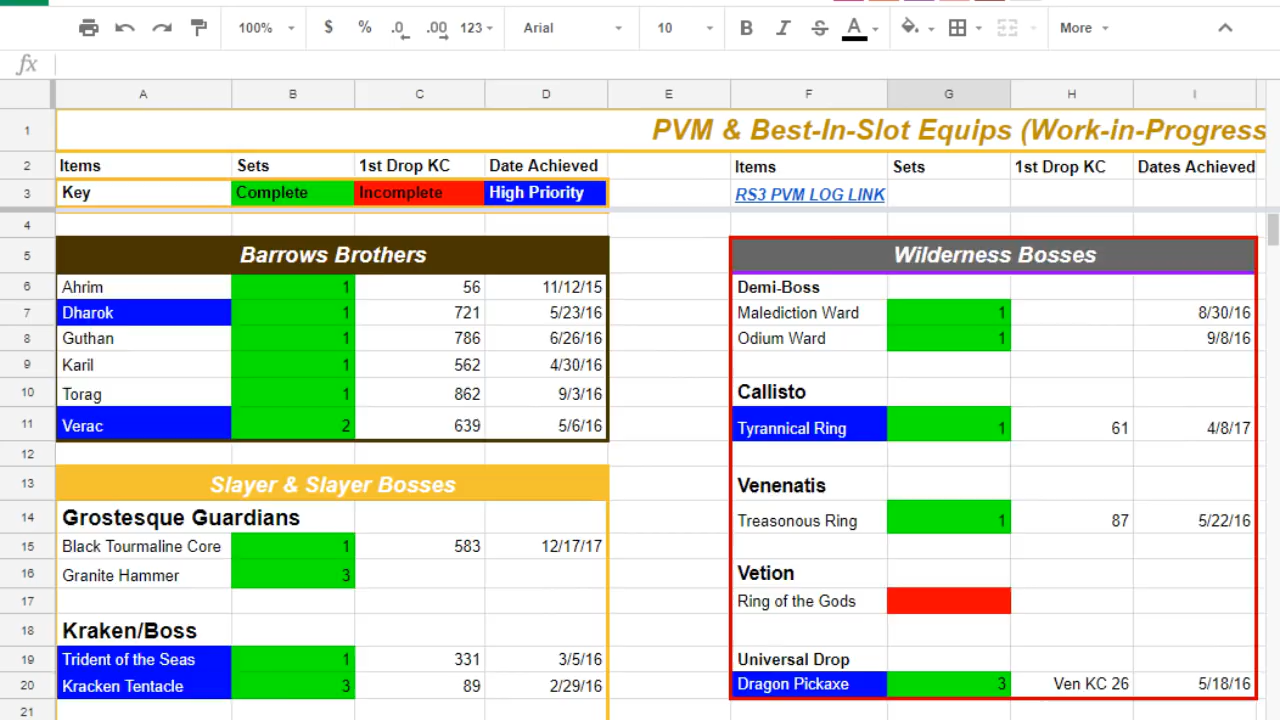 100% $ % .0 .00 123 Arial 10 B I S A More
fx
A B C D E F G H I
1 PVM & Best-In-Slot Equips (Work-in-Progress
2 Items Sets 1st Drop KC Date Achieved Items Sets 1st Drop KC Dates Achieved
3 Key Complete Incomplete High Priority RS3 PVM LOG LINK
4
5 Barrows Brothers Wilderness Bosses
6 Ahrim 1 56 11/12/15 Demi-Boss
7 Dharok 1 721 5/23/16 Malediction Ward 1 8/30/16
8 Guthan 1 786 6/26/16 Odium Ward 1 9/8/16
9 Karil 1 562 4/30/16
10 Torag 1 862 9/3/16 Callisto
11 Verac 2 639 5/6/16 Tyrannical Ring 1 61 4/8/17
12
13 Slayer & Slayer Bosses Venenatis
14 Grostesque Guardians Treasonous Ring 1 87 5/22/16
15 Black Tourmaline Core 1 583 12/17/17
16 Granite Hammer 3 Vetion
17 Ring of the Gods
18 Kraken/Boss
19 Trident of the Seas 1 331 3/5/16 Universal Drop
20 Kracken Tentacle 3 89 2/29/16 Dragon Pickaxe 3 Ven KC 26 5/18/16
21